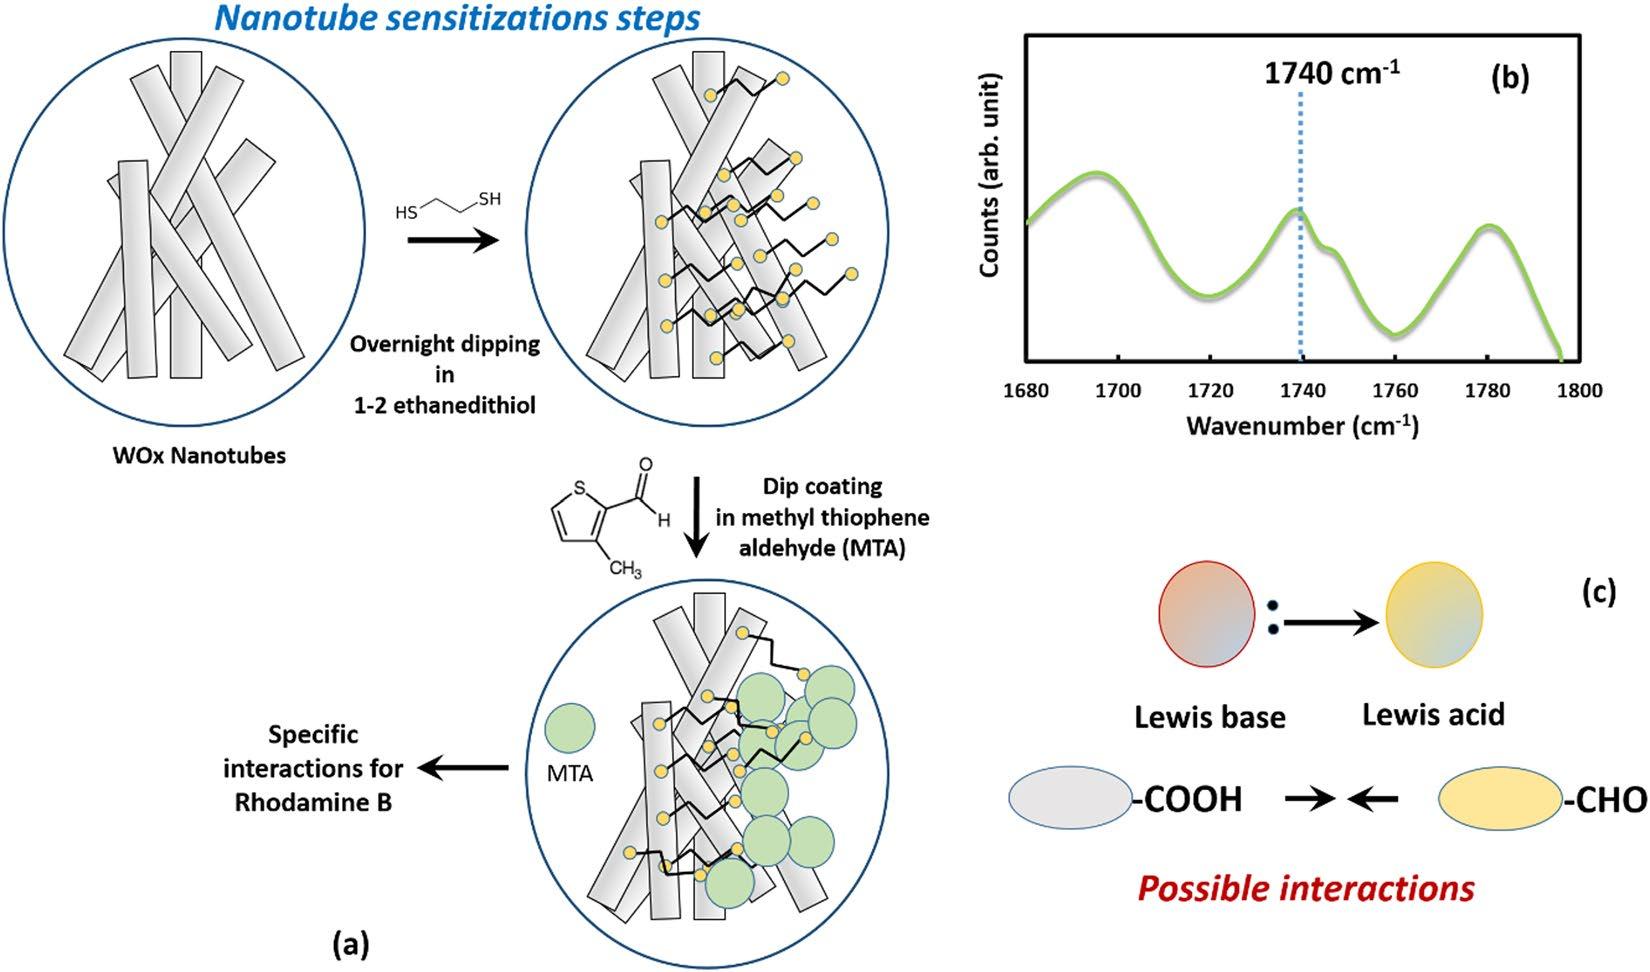 Nanotube sensitizations steps
HS
SH
Overnight dipping
in
1-2 ethanedithiol
WOx Nanotubes
S
O
H
CH3
Dip coating
in methyl thiophene
aldehyde (MTA)
MTA
Specific
interactions for
Rhodamine B
(a)
1740 cm-1
(b)
Counts (arb. unit)
1680 1700 1720 1740 1760 1780 1800
Wavenumber (cm-1)
(c)
:
Lewis base
Lewis acid
-COOH
-CHO
Possible interactions